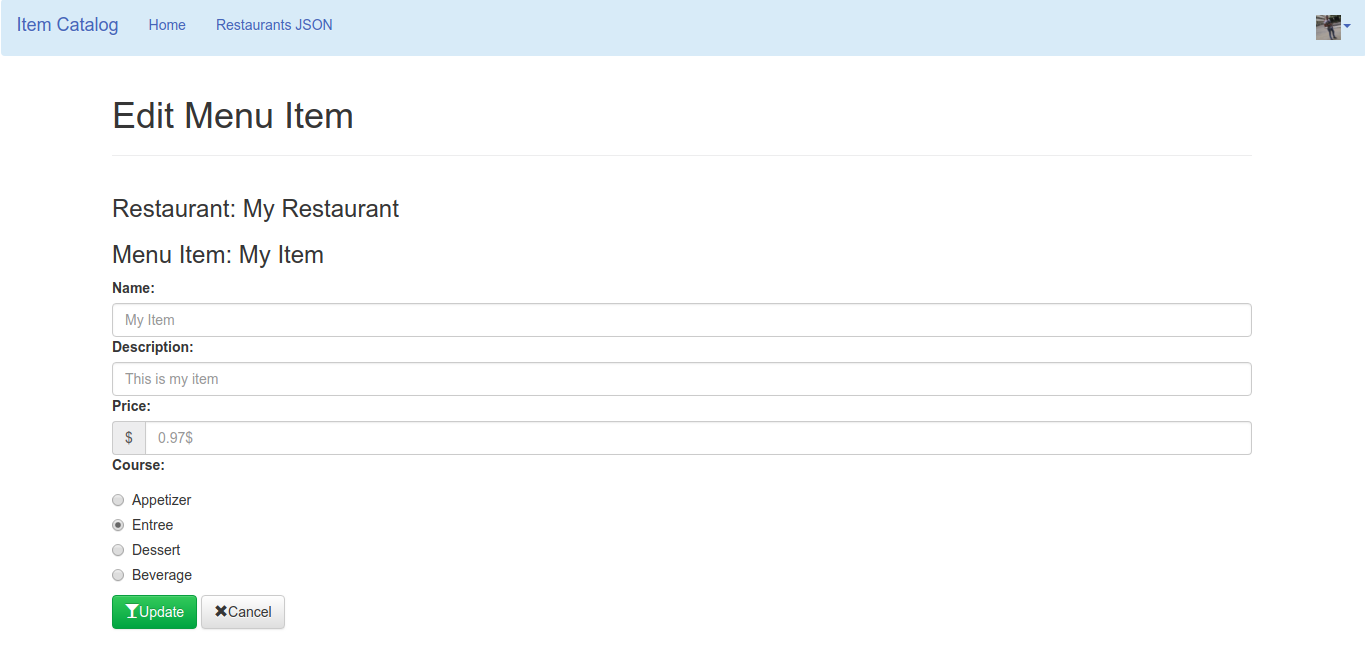 Item Catalog Home Restaurants JSON
Edit Menu Item
Restaurant: My Restaurant
Menu Item: My Item
Name:
My Item
Description:
This is my item
Price:
$ 0.97$
Course:
Appetizer
Entree
Dessert
Beverage
Update Cancel